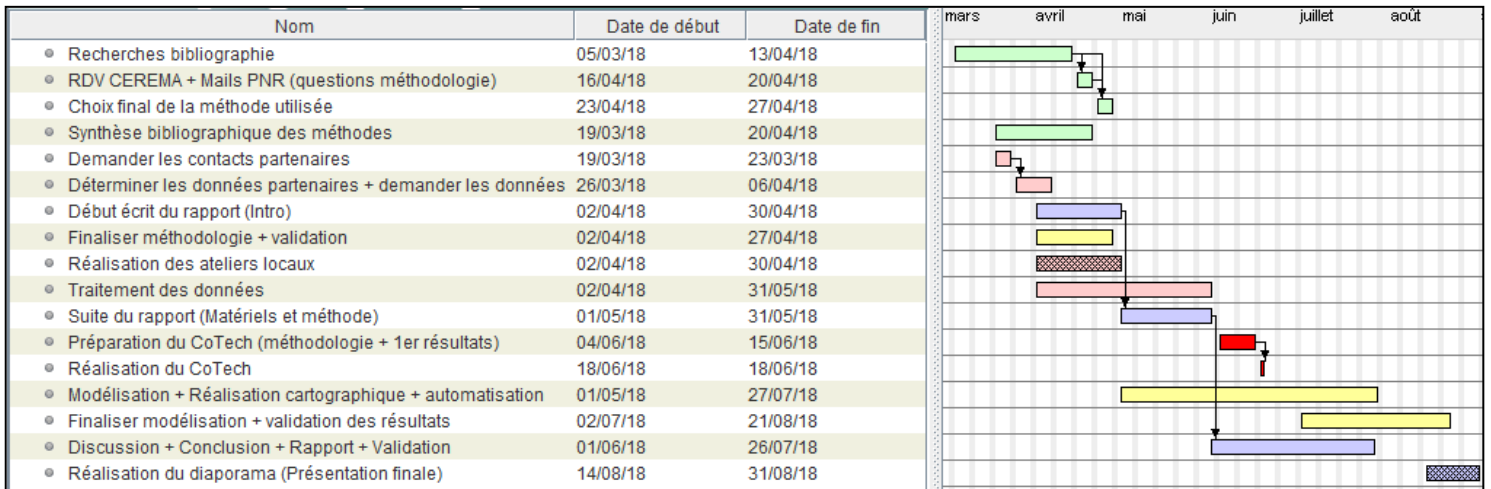 Nom Date de début Date de fin mars avril mai juin juillet août
Recherches bibliographie 05/03/18 13/04/18
RDV CEREMA + Mails PNR (questions méthodologie) 16/04/18 20/04/18
Choix final de la méthode utilisée 23/04/18 27/04/18
Synthèse bibliographique des méthodes 19/03/18 20/04/18
Demander les contacts partenaires 19/03/18 23/03/18
Déterminer les données partenaires + demander les données 26/03/18 06/04/18
Début écrit du rapport (Intro) 02/04/18 30/04/18
Finaliser méthodologie + validation 02/04/18 27/04/18
Réalisation des ateliers locaux 02/04/18 30/04/18
Traitement des données 02/04/18 31/05/18
Suite du rapport (Matériels et méthode) 01/05/18 31/05/18
Préparation du CoTech (méthodologie + 1er résultats) 04/06/18 15/06/18
Réalisation du CoTech 18/06/18 18/06/18
Modélisation + Réalisation cartographique + automatisation 01/05/18 27/07/18
Finaliser modélisation + validation des résultats 02/07/18 21/08/18
Discussion + Conclusion + Rapport + Validation 01/06/18 26/07/18
Réalisation du diaporama (Présentation finale) 14/08/18 31/08/18